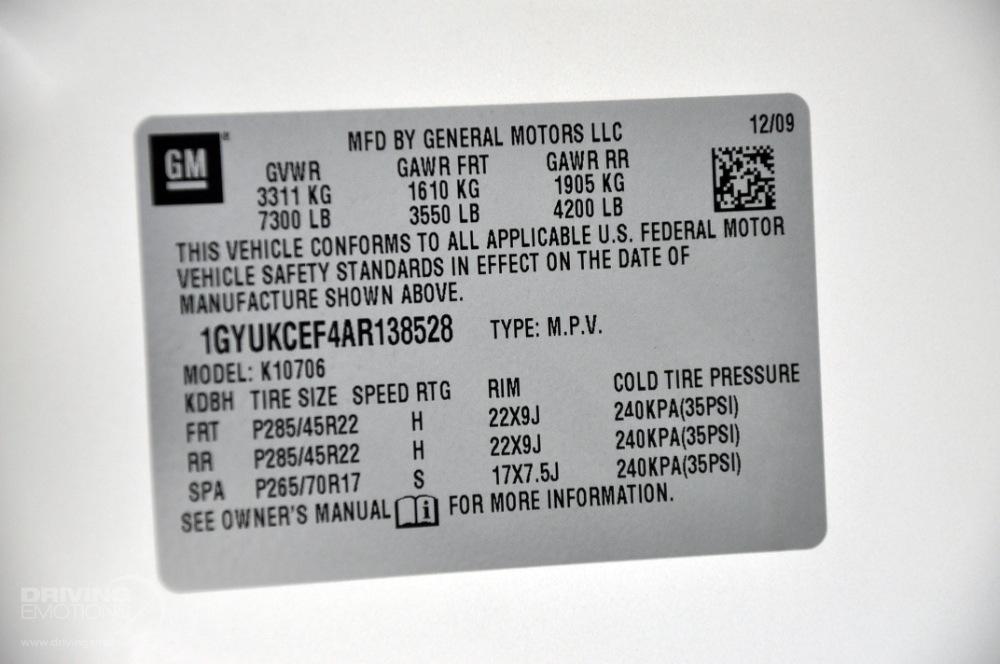 GM
MFD BY GENERAL MOTORS LLC 12/09
GVWR GAWR FRT GAWR RR
3311 KG 1610 KG 1905 KG
7300 LB 3550 LB 4200 LB
THIS VEHICLE CONFORMS TO ALL APPLICABLE U.S. FEDERAL MOTOR
VEHICLE SAFETY STANDARDS IN EFFECT ON THE DATE OF
MANUFACTURE SHOWN ABOVE.
1GYUKCEF4AR138528 TYPE: M.P.V.
MODEL: K10706
KDBH TIRE SIZE SPEED RTG RIM COLD TIRE PRESSURE
FRT P285/45R22 H 22X9J 240KPA(35PSI)
RR P285/45R22 H 22X9J 240KPA(35PSI)
SPA P265/70R17 S 17X7.5J 240KPA(35PSI)
SEE OWNER'S MANUAL i FOR MORE INFORMATION.
DRIVING
EMOTIONS